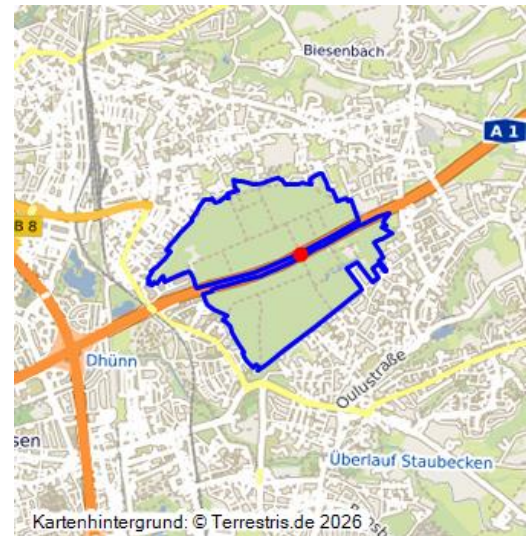 Biesenbach
A 1
B 8
Dhünn
Oulustraße
sen
Überlauf Staubecken
Kartenhintergrund: © Terrestris.de 2026